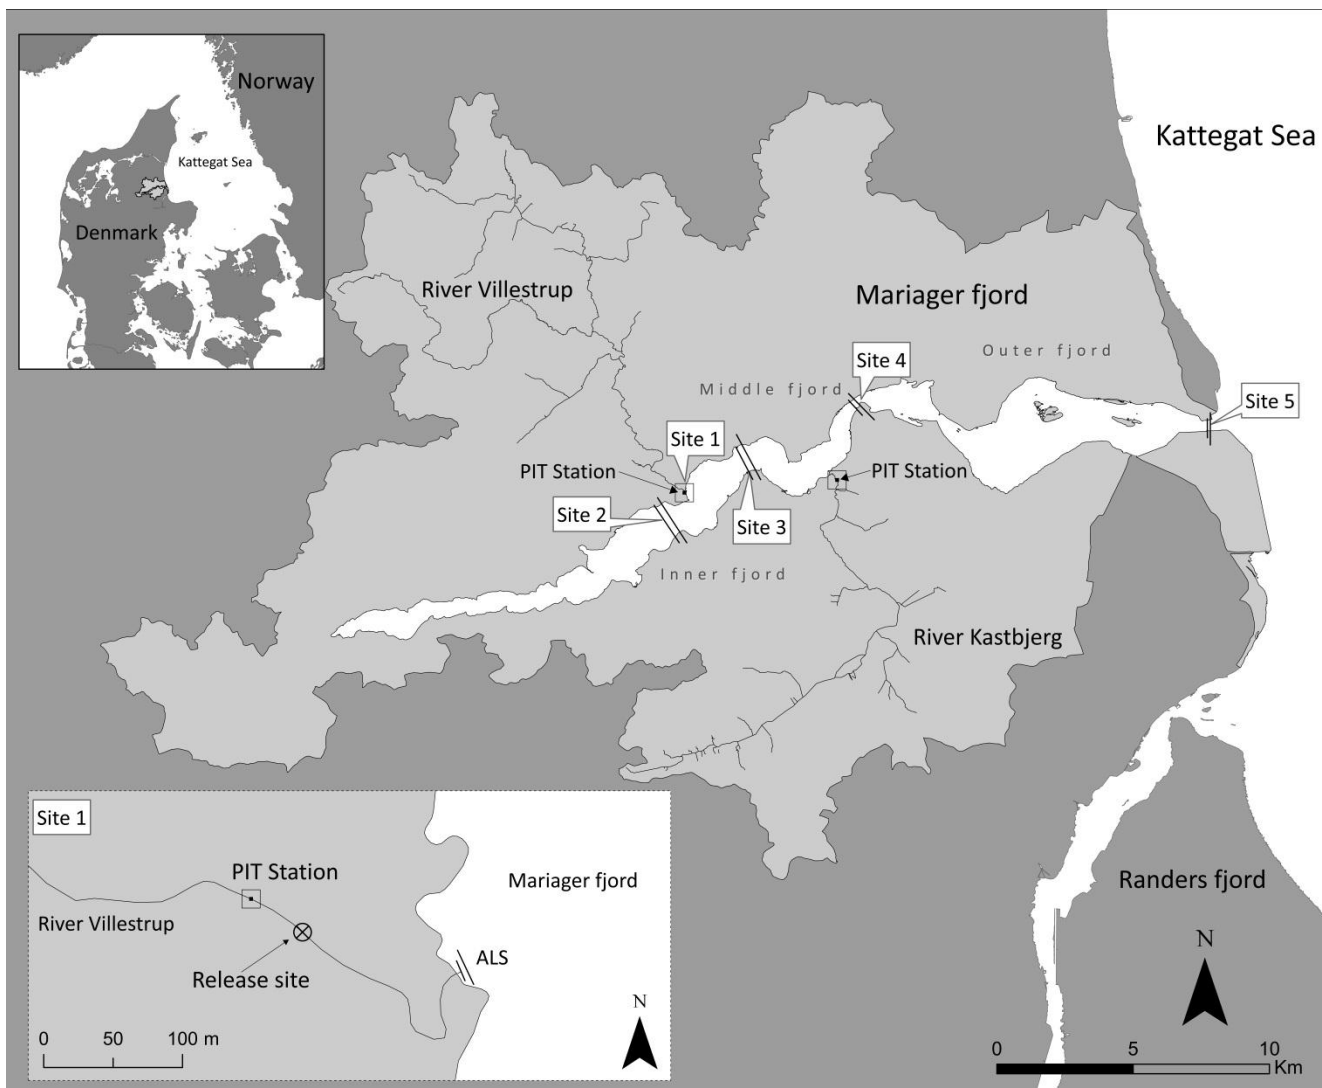 Norway
Kattegat Sea
Denmark
Kattegat Sea
River Villestrup
Mariager fjord
Outer fjord
Site 4
Middle fjord
Site 5
Site 1
PIT Station
PIT Station
Site 2
Site 3
Inner fjord
River Kastbjerg
Site 1
PIT Station
Mariager fjord
River Villestrup
ALS
Release site
N
0 50 100 m
Randers fjord
N
0 5 10
Km